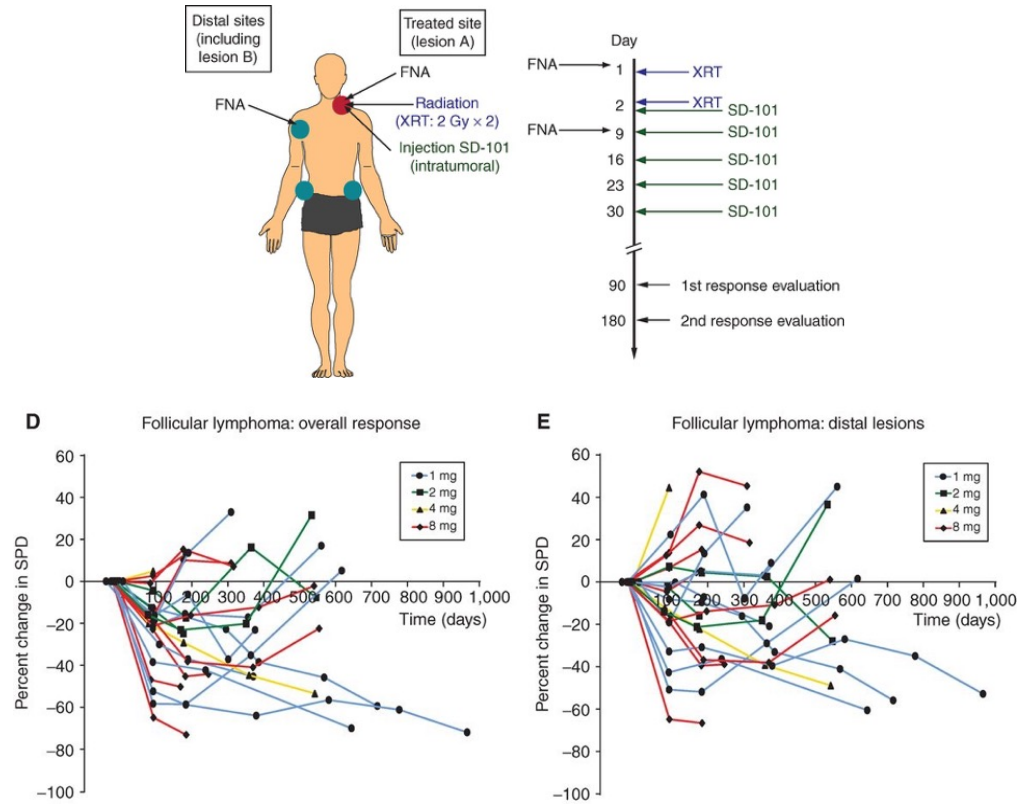 Distal sites
(including
lesion B)
Treated site
(lesion A)
FNA
FNA
Radiation
(XRT: 2 Gy × 2)
Injection SD-101
(intratumoral)
Day
FNA
1
XRT
2
XRT
SD-101
FNA
9
SD-101
16
SD-101
23
SD-101
30
SD-101
90
1st response evaluation
180
2nd response evaluation
D
Follicular lymphoma: overall response
Percent change in SPD
60
40
20
0
−20
−40
−60
−80
−100
100 200 300 400 500 600 700 800 900 1,000
Time (days)
1 mg
2 mg
4 mg
8 mg
E
Follicular lymphoma: distal lesions
Percent change in SPD
60
40
20
0
−20
−40
−60
−80
−100
100 200 300 400 500 600 700 800 900 1,000
Time (days)
1 mg
2 mg
4 mg
8 mg